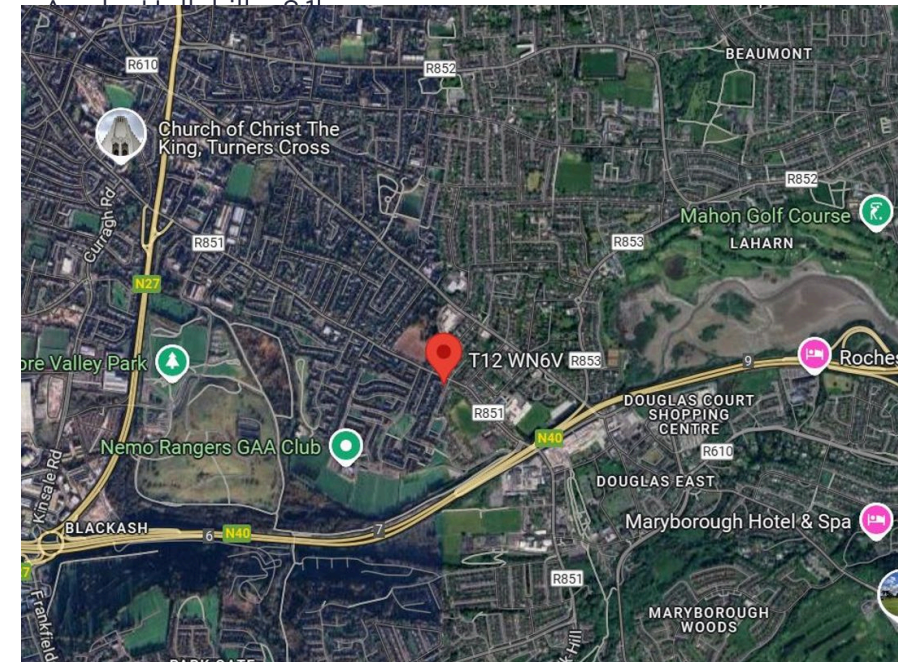 R610
R852
BEAUMONT
Church of Christ The
King, Turners Cross
R852
Curragh Rd
Mahon Golf Course
R853
LAHARN
R851
N27
ore Valley Park
T12 WN6V
R853
9
Roches
R851
DOUGLAS COURT
SHOPPING
CENTRE
N40
Nemo Rangers GAA Club
R610
Kinsale Rd
DOUGLAS EAST
BLACKASH
6
N40
7
Maryborough Hotel & Spa
7
R851
Frankfield
MARYBOROUGH
WOODS
k Hill